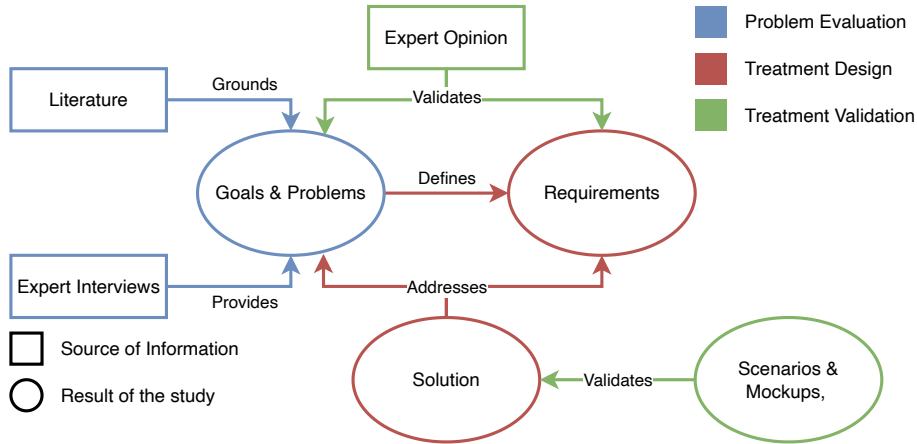 Expert Opinion
Problem Evaluation
Treatment Design
Treatment Validation
Literature
Grounds
Validates
Goals & Problems
Defines
Requirements
Expert Interviews
Provides
Addresses
Source of Information
Result of the study
Solution
Validates
Scenarios &
Mockups,